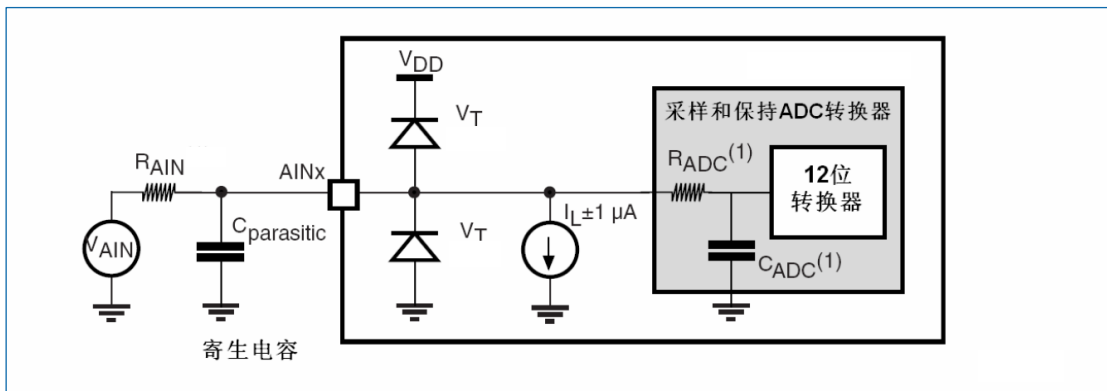 VDD
VT
采样和保持ADC转换器
RAIN
AINx
RADC(1)
12位
转换器
VAIN
Cparasitic
VT
IL±1 µA
CADC(1)
寄生电容